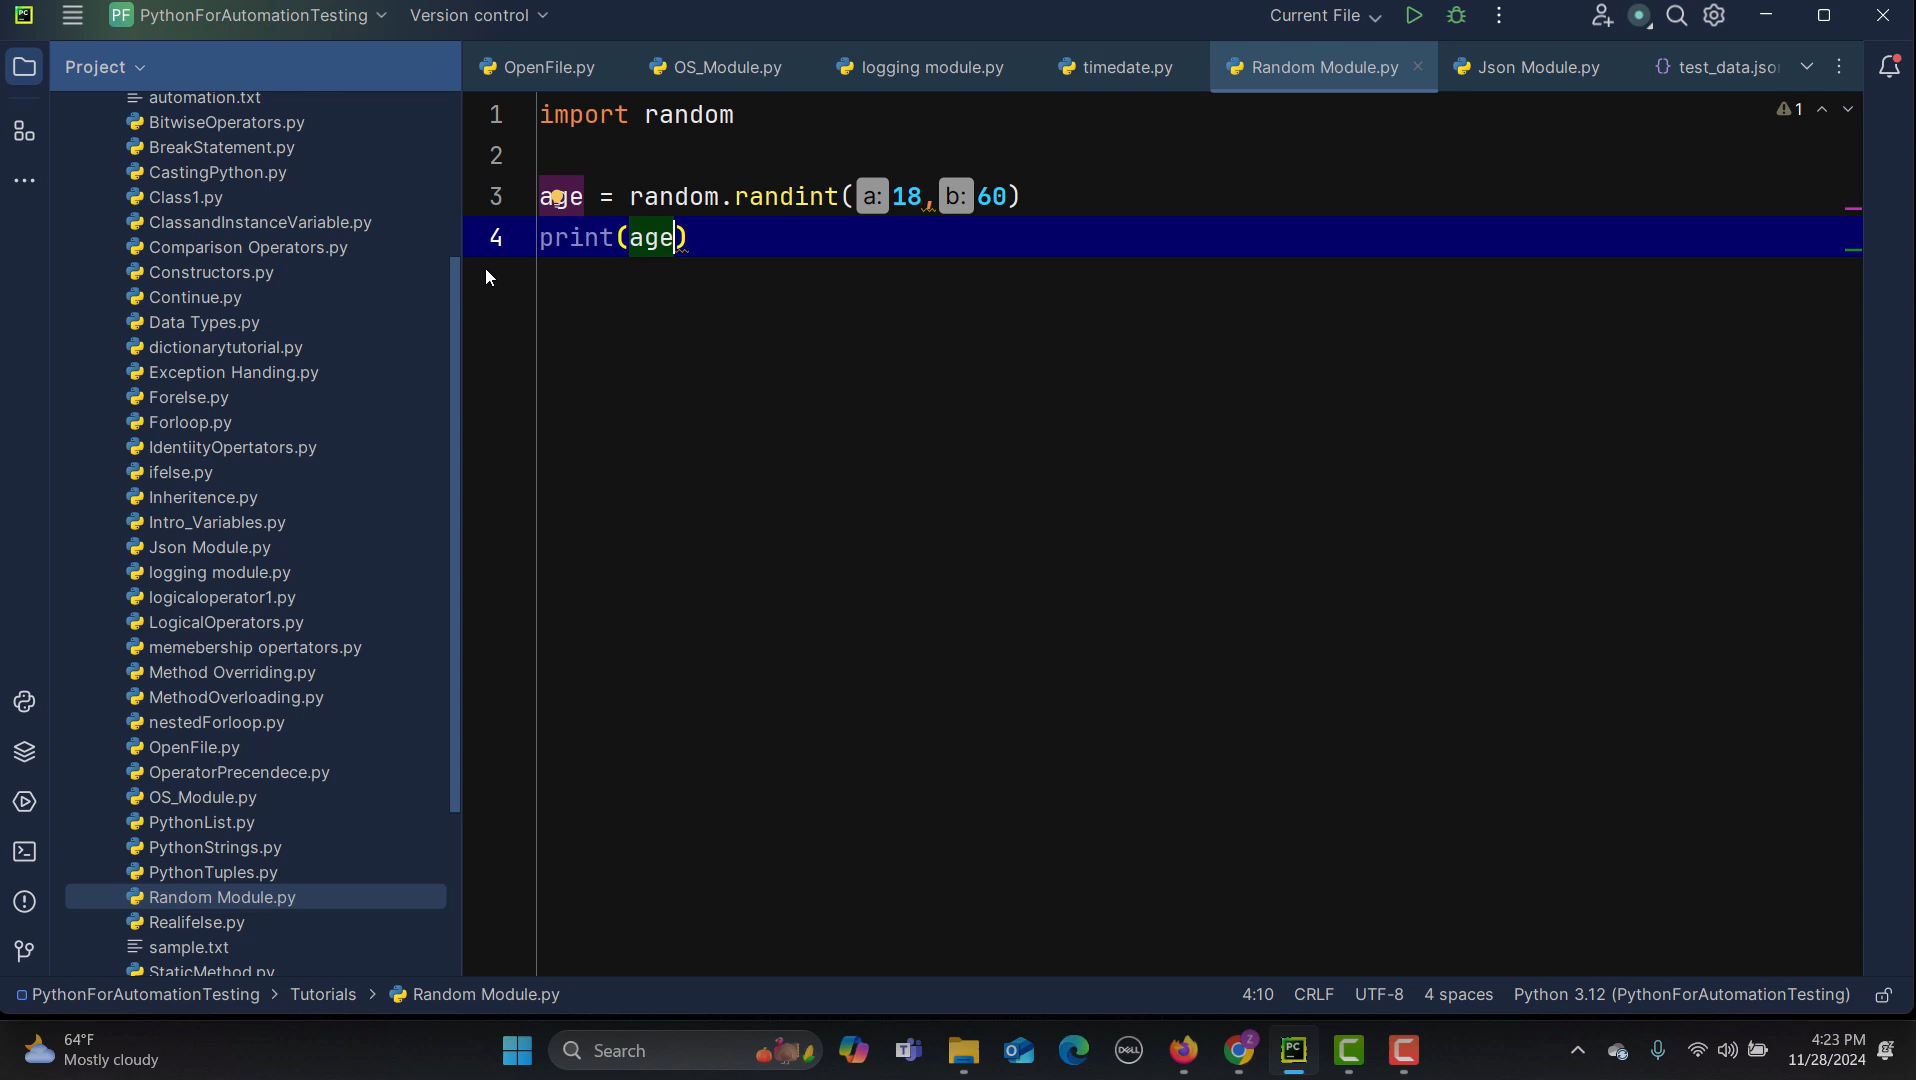 PF PythonForAutomationTesting Version control Current File
Project
OpenFile.py OS_Module.py logging module.py timedate.py Random Module.py Json Module.py test_data.jso
automation.txt
BitwiseOperators.py
BreakStatement.py
CastingPython.py
Class1.py
ClassandInstanceVariable.py
Comparison Operators.py
Constructors.py
Continue.py
Data Types.py
dictionarytutorial.py
Exception Handing.py
Forelse.py
Forloop.py
IdentiityOpertators.py
ifelse.py
Inheritence.py
Intro_Variables.py
Json Module.py
logging module.py
logicaloperator1.py
LogicalOperators.py
memebership opertators.py
Method Overriding.py
MethodOverloading.py
nestedForloop.py
OpenFile.py
OperatorPrecendece.py
OS_Module.py
PythonList.py
PythonStrings.py
PythonTuples.py
Random Module.py
Realifelse.py
sample.txt
StaticMethod.py
1 import random
2
3 age = random.randint(a: 18, b: 60)
4 print(age)
1
PythonForAutomationTesting > Tutorials > Random Module.py
4:10 CRLF UTF-8 4 spaces Python 3.12 (PythonForAutomationTesting)
64°F
Mostly cloudy
Search
DELL
Z
PC
4:23 PM
11/28/2024